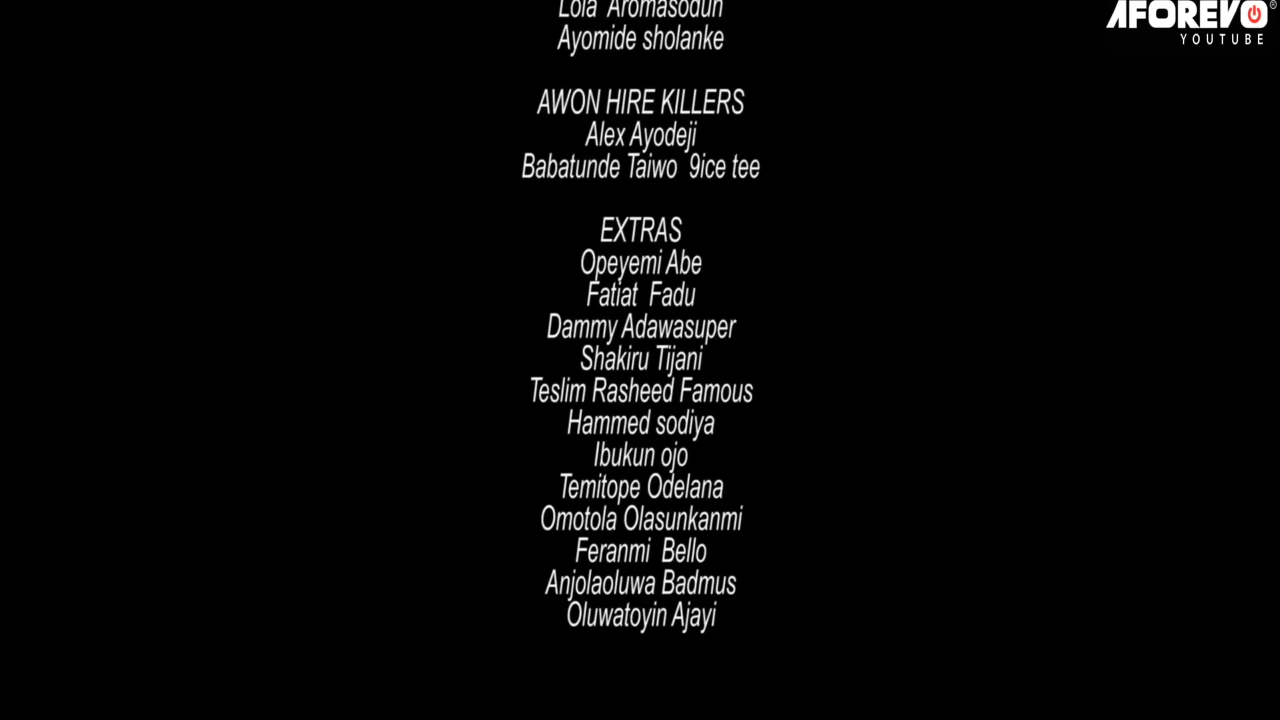 AFOREVO®
YOUTUBE
Lola Aromasodun
Ayomide sholanke
AWON HIRE KILLERS
Alex Ayodeji
Babatunde Taiwo 9ice tee
EXTRAS
Opeyemi Abe
Fatiat Fadu
Dammy Adawasuper
Shakiru Tijani
Teslim Rasheed Famous
Hammed sodiya
Ibukun ojo
Temitope Odelana
Omotola Olasunkanmi
Feranmi Bello
Anjolaoluwa Badmus
Oluwatoyin Ajayi